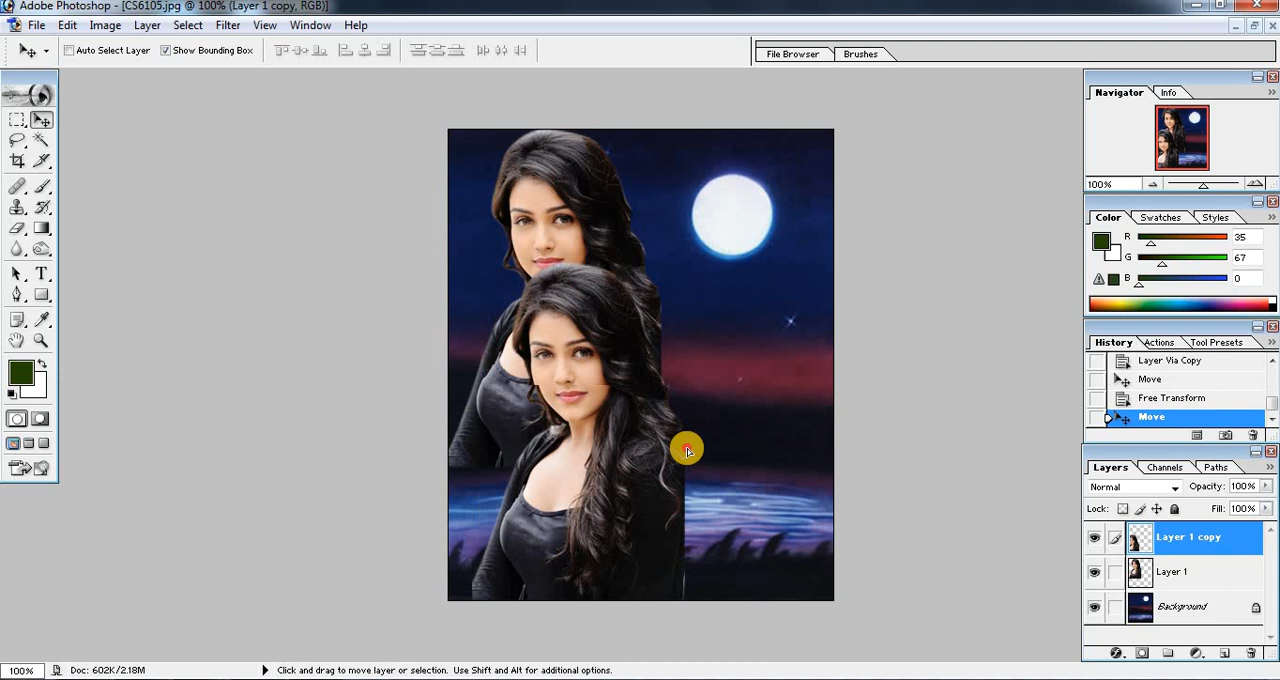 Adobe Photoshop - [CS6105.jpg @ 100% (Layer 1 copy, RGB)]
File Edit Image Layer Select Filter View Window Help
Auto Select Layer Show Bounding Box File Browser Brushes
Navigator Info
100%
Color Swatches Styles
R 35
G 67
B 0
History Actions Tool Presets
Layer Via Copy
Move
Free Transform
Move
Layers Channels Paths
Normal Opacity: 100%
Lock: Fill: 100%
Layer 1 copy
Layer 1
Background
100% Doc: 602K/2.18M Click and drag to move layer or selection. Use Shift and Alt for additional options.